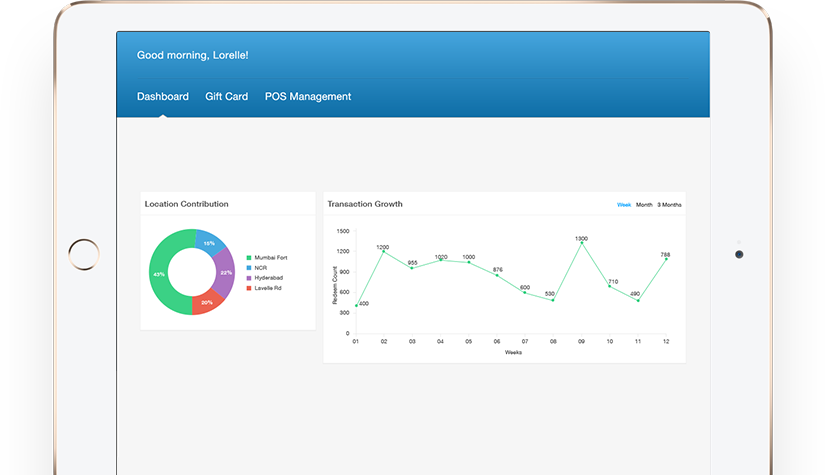 Good morning, Lorelle!
Dashboard Gift Card POS Management
Location Contribution
43%
15%
22%
20%
Mumbai Fort
NCR
Hyderabad
Lavelle Rd
Transaction Growth
Week Month 3 Months
Redeem Count
1500
1200
900
600
300
0
400
1200
955
1020
1000
876
600
530
1300
710
490
788
01 02 03 04 05 06 07 08 09 10 11 12
Weeks